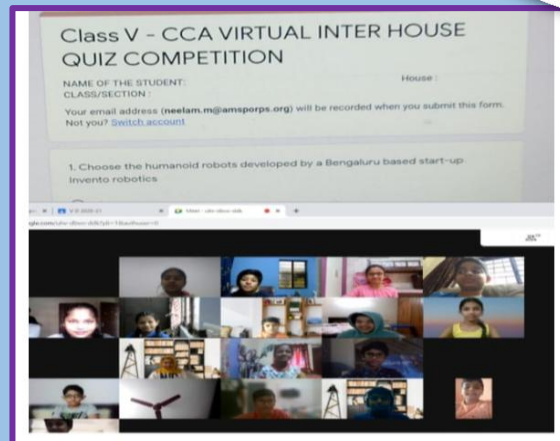 Class V - CCA VIRTUAL INTER HOUSE
QUIZ COMPETITION
NAME OF THE STUDENT: House :
CLASS/SECTION :
Your email address (neelam.m@amsporps.org) will be recorded when you submit this form.
Not you? Switch account
1. Choose the humanoid robots developed by a Bengaluru based start-up
Invento robotics